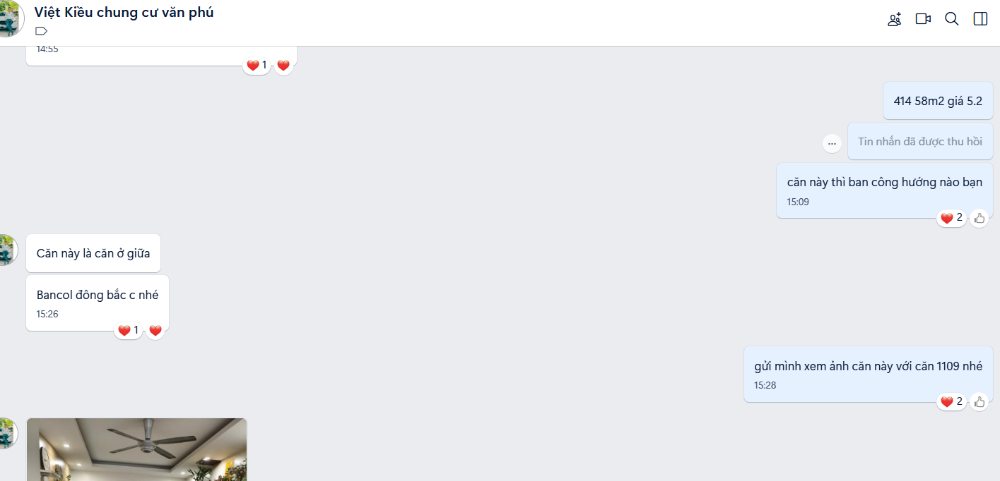 Việt Kiều chung cư văn phú
14:55
1
414 58m2 giá 5.2
Tin nhắn đã được thu hồi
căn này thì ban công hướng nào bạn
15:09
2
Căn này là căn ở giữa
Bancol đông bắc c nhé
15:26
1
gửi mình xem ảnh căn này với căn 1109 nhé
15:28
2